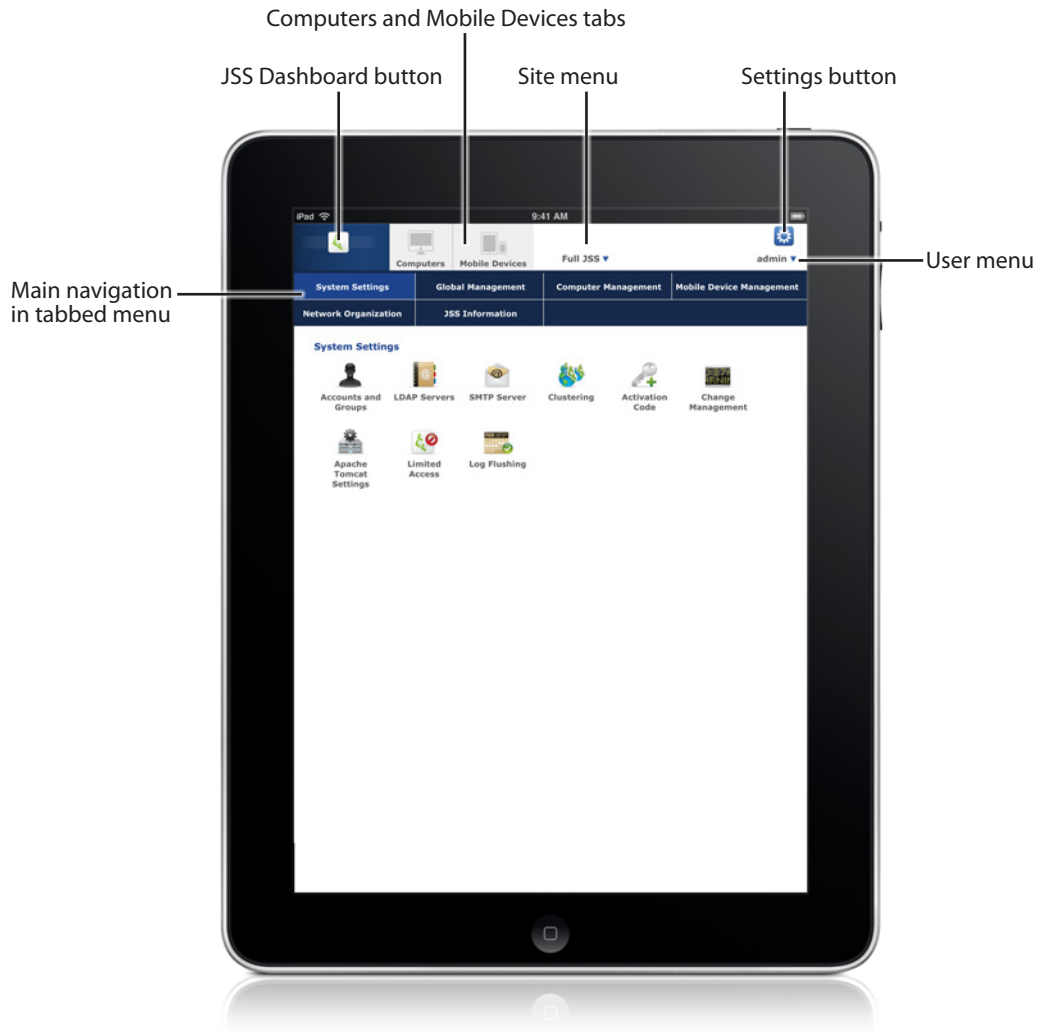 Computers and Mobile Devices tabs
JSS Dashboard button
Site menu
Settings button
iPad
9:41 AM
Computers
Mobile Devices
Full JSS ▼
admin ▼
User menu
Main navigation
in tabbed menu
System Settings
Global Management
Computer Management
Mobile Device Management
Network Organization
JSS Information
System Settings
Accounts and
Groups
LDAP Servers
SMTP Server
Clustering
Activation
Code
Change
Management
Apache
Tomcat
Settings
Limited
Access
Log Flushing